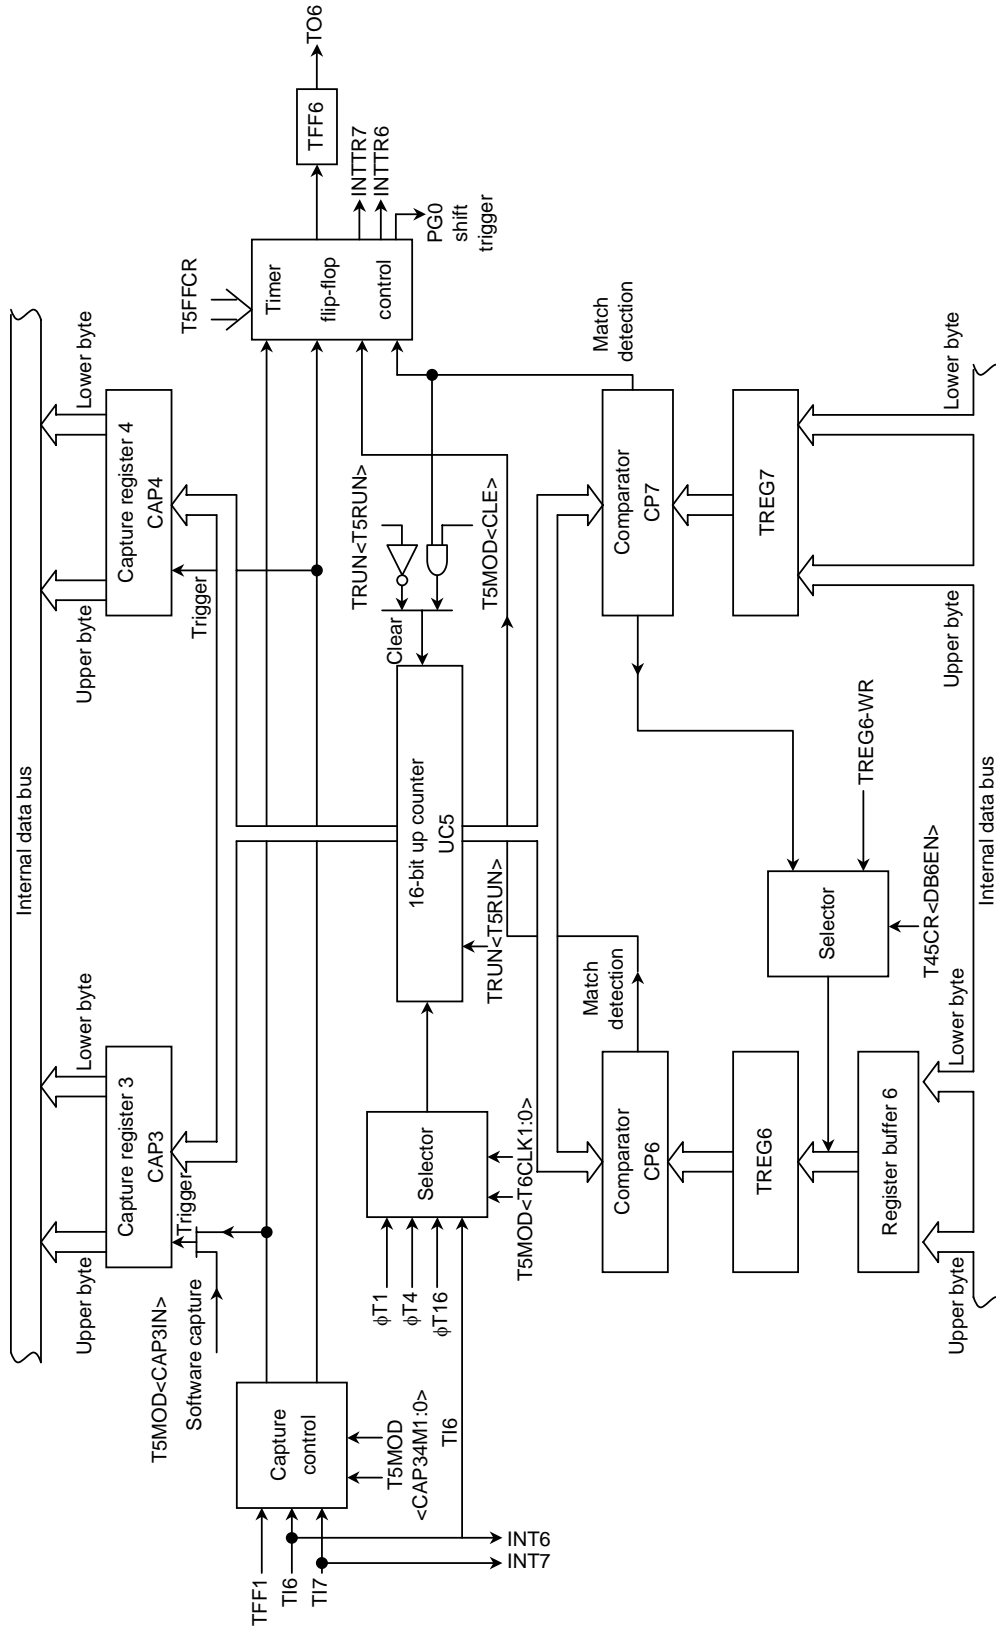 Internal data bus
Upper byte
Lower byte
Upper byte
Lower byte
Capture register 3
CAP3
Capture register 4
CAP4
T5MOD<CAP3IN>
Software capture
Trigger
Trigger
T5FFCR
TFF1
TI6
TI7
Capture
control
T5MOD
<CAP34M1:0>
INT6
INT7
TI6
φT1
φT4
φT16
Selector
T5MOD<T6CLK1:0>
16-bit up counter
UC5
TRUN<T5RUN>
Clear
TRUN<T5RUN>
T5MOD<CLE>
Timer
flip-flop
control
TFF6
TO6
INTTR7
INTTR6
PG0
shift
trigger
Match
detection
Match
detection
Comparator
CP6
Comparator
CP7
TREG6
TREG7
Register buffer 6
Selector
TREG6-WR
T45CR<DB6EN>
Upper byte
Lower byte
Upper byte
Lower byte
Internal data bus